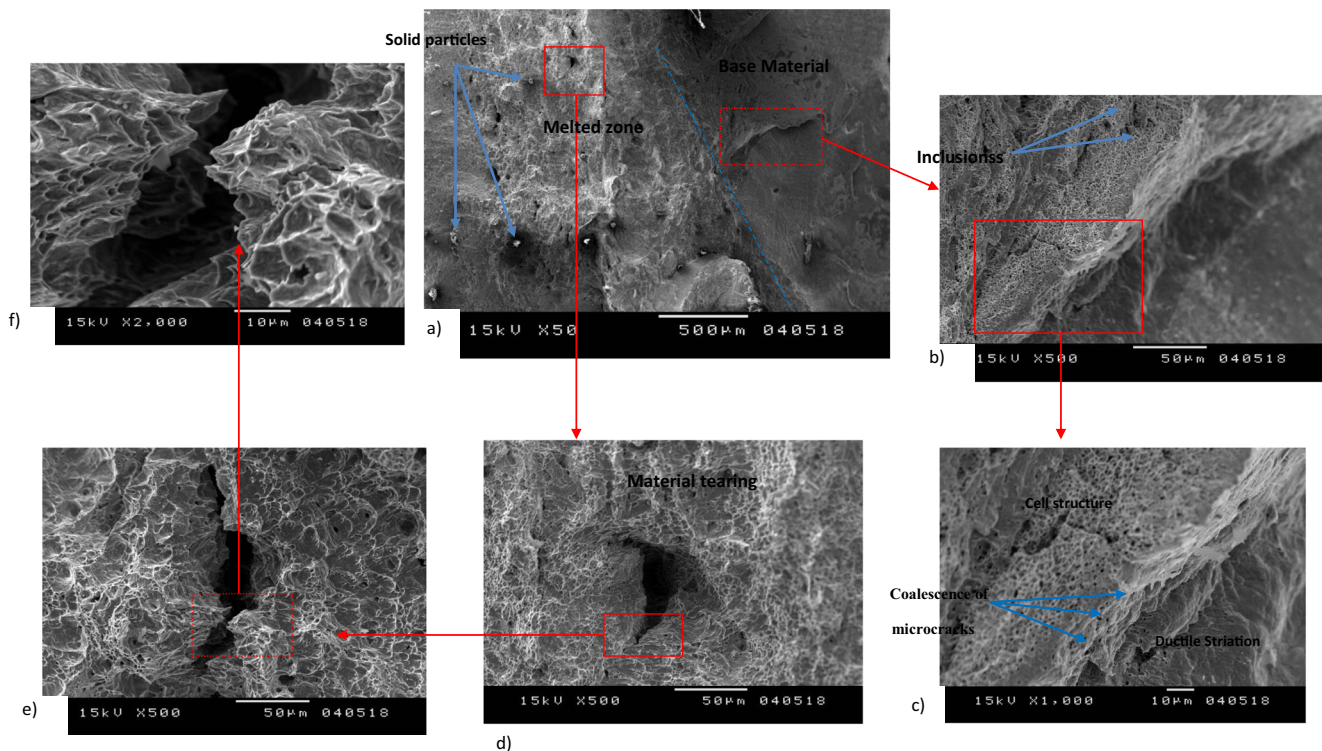 Solid particles
Base Material
Melted zone
15kV X50 500μm 040518
a)
Inclusionss
15kV X500 50μm 040518
b)
Cell structure
Coalescence of
microcracks
Ductile Striation
15kV X1,000 10μm 040518
c)
Material tearing
15kV X500 50μm 040518
d)
15kV X500 50μm 040518
e)
15kV X2,000 10μm 040518
f)